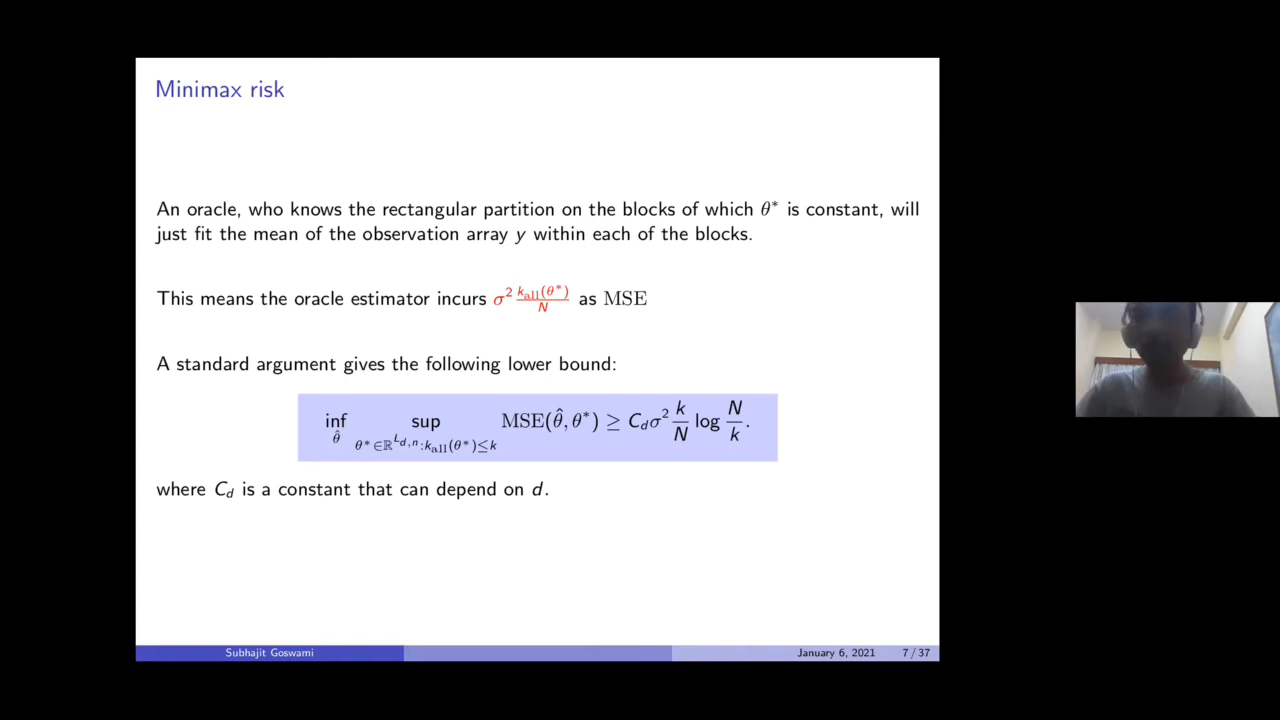 Minimax risk
An oracle, who knows the rectangular partition on the blocks of which θ* is constant, will
just fit the mean of the observation array y within each of the blocks.
This means the oracle estimator incurs σ² k_all(θ*)/N as MSE
A standard argument gives the following lower bound:
inf_θ̂ sup_{θ*∈ℝ^{L_{d,n}}:k_all(θ*)≤k} MSE(θ̂, θ*) ≥ C_d σ² k/N log N/k.
where C_d is a constant that can depend on d.
Subhajit Goswami January 6, 2021 7 / 37